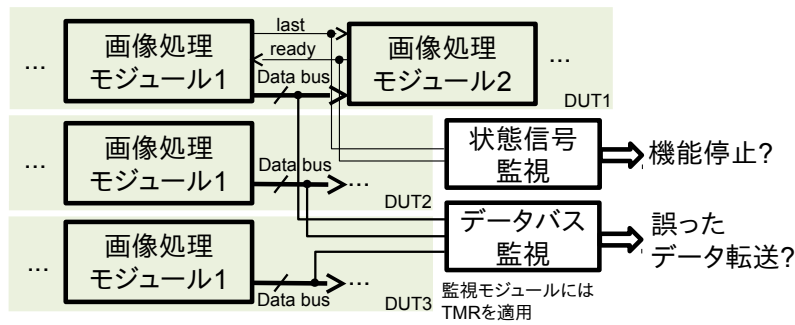 last
ready
Data bus
...
画像処理
モジュール1
画像処理
モジュール2
...
DUT1
...
画像処理
モジュール1
Data bus
...
DUT2
状態信号
監視
機能停止?
...
画像処理
モジュール1
Data bus
...
DUT3
データバス
監視
誤った
データ転送?
監視モジュールには
TMRを適用